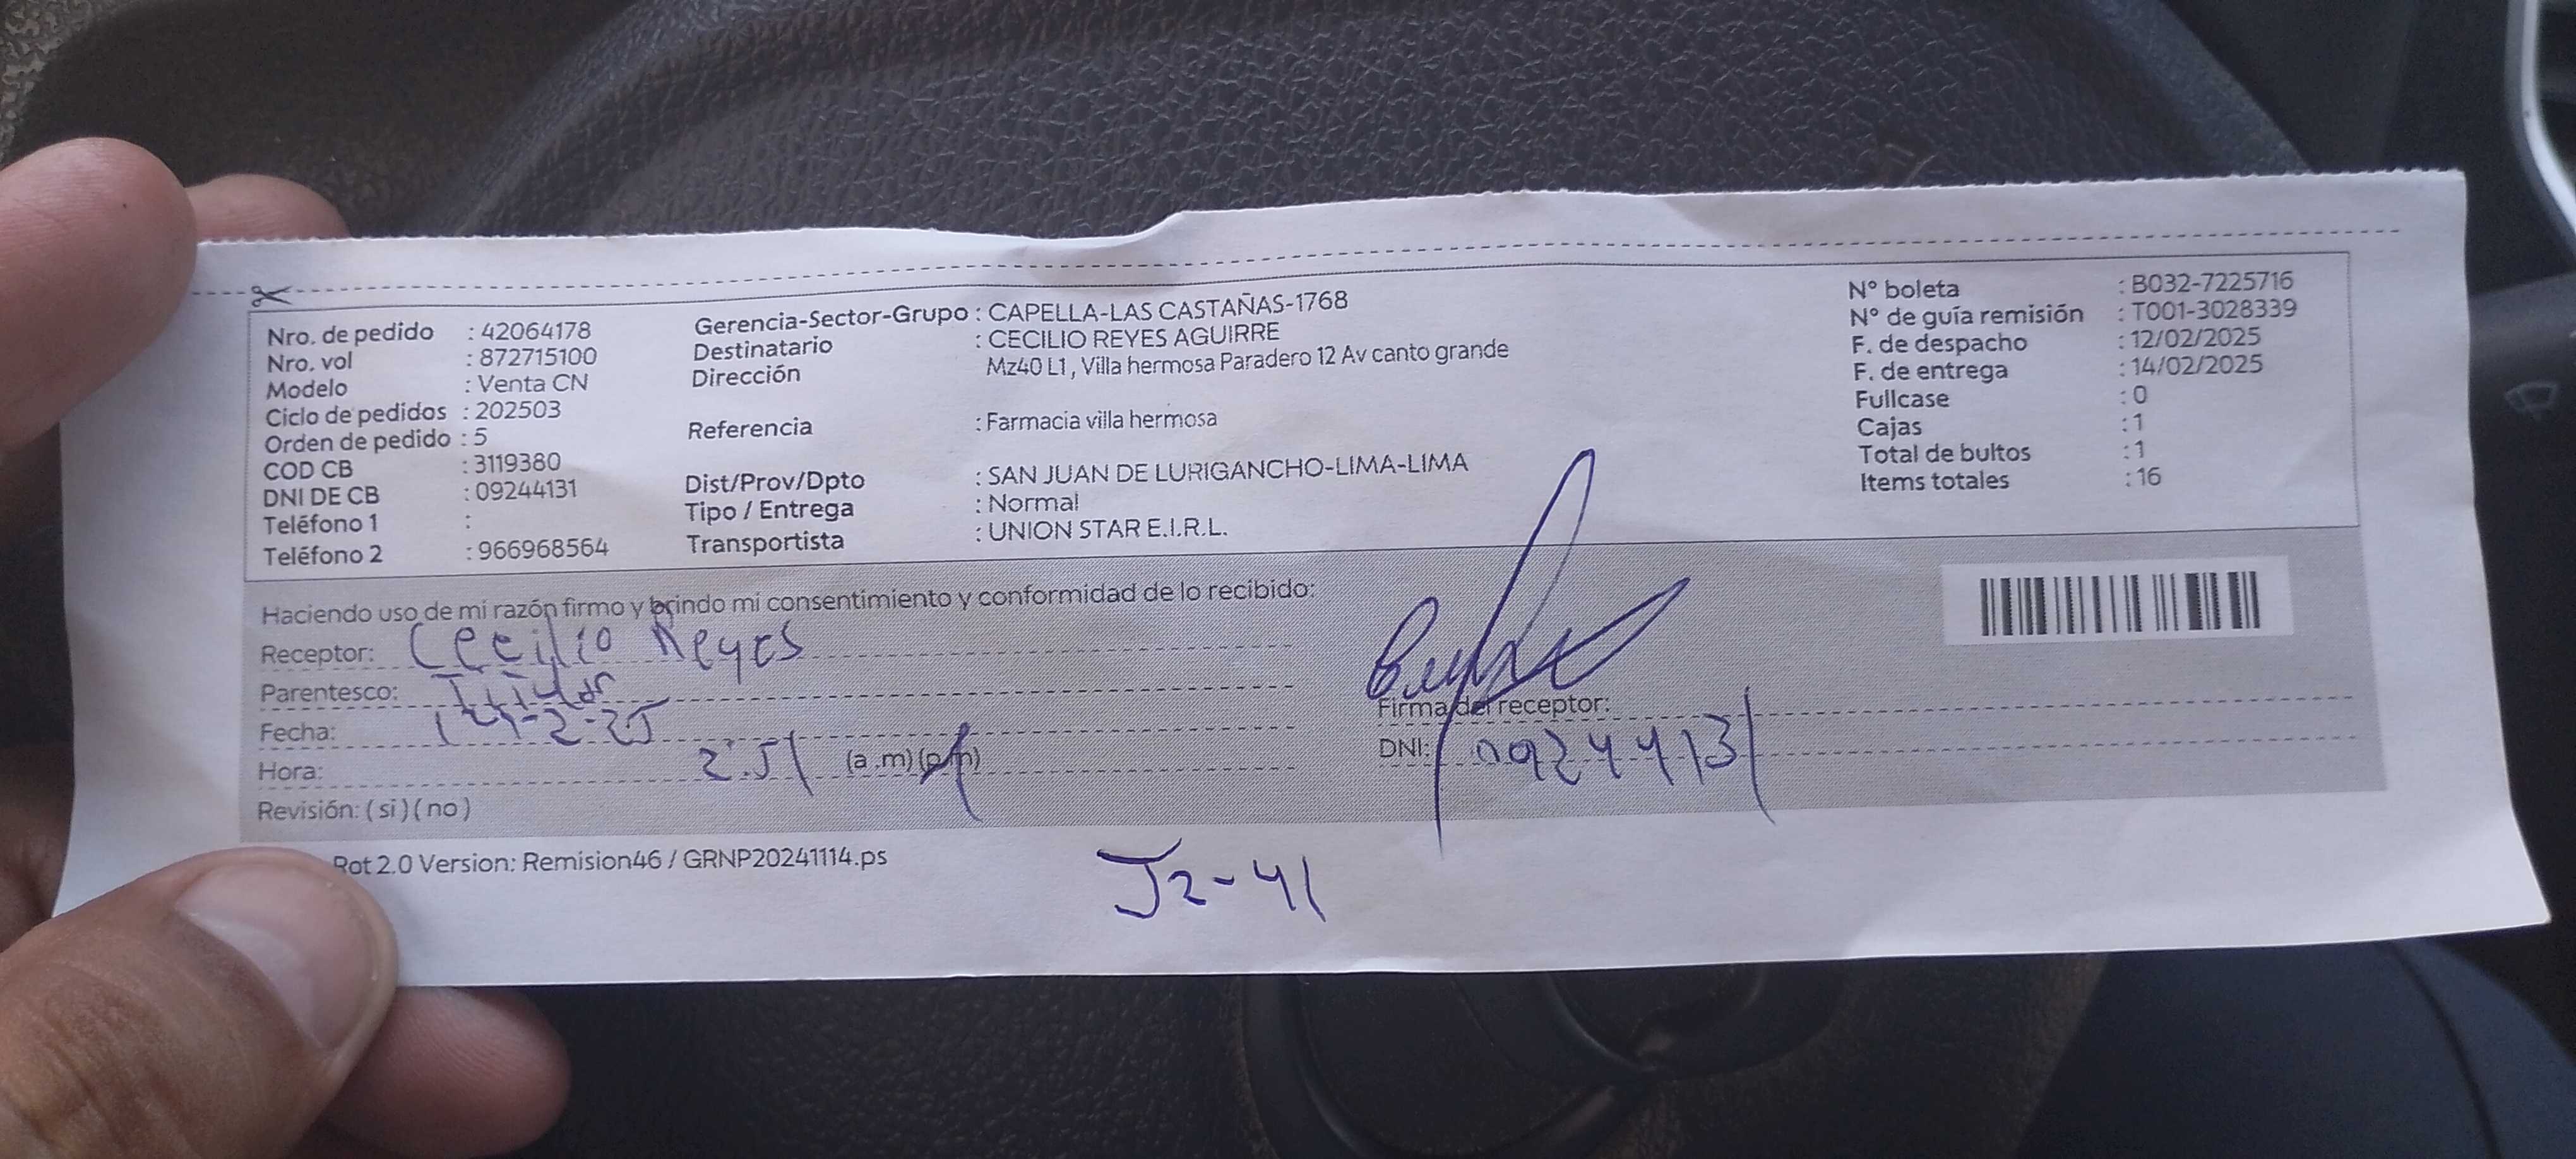 Nro. de pedido : 42064178
Nro. vol : 872715100
Modelo : Venta CN
Ciclo de pedidos : 202503
Orden de pedido : 5
COD CB : 3119380
DNI DE CB : 09244131
Teléfono 1 :
Teléfono 2 : 966968564
Gerencia-Sector-Grupo : CAPELLA-LAS CASTAÑAS-1768
Destinatario : CECILIO REYES AGUIRRE
Dirección Mz40 L1, Villa hermosa Paradero 12 Av canto grande
Referencia : Farmacia villa hermosa
Dist/Prov/Dpto : SAN JUAN DE LURIGANCHO-LIMA-LIMA
Tipo / Entrega : Normal
Transportista : UNION STAR E.I.R.L.
N° boleta : B032-7225716
N° de guía remisión : T001-3028339
F. de despacho : 12/02/2025
F. de entrega : 14/02/2025
Fullcase : 0
Cajas : 1
Total de bultos : 1
Items totales : 16
Haciendo uso de mi razón firmo y brindo mi consentimiento y conformidad de lo recibido:
Receptor: Cecilio Reyes
Parentesco: Titular
Fecha: 14-2-25
Hora: 2.51 (a.m)(p.m)
Revisión: (si)(no)
Firma del receptor:
DNI: 09244131
Rot 2.0 Version: Remision46 / GRNP20241114.ps
J2-41